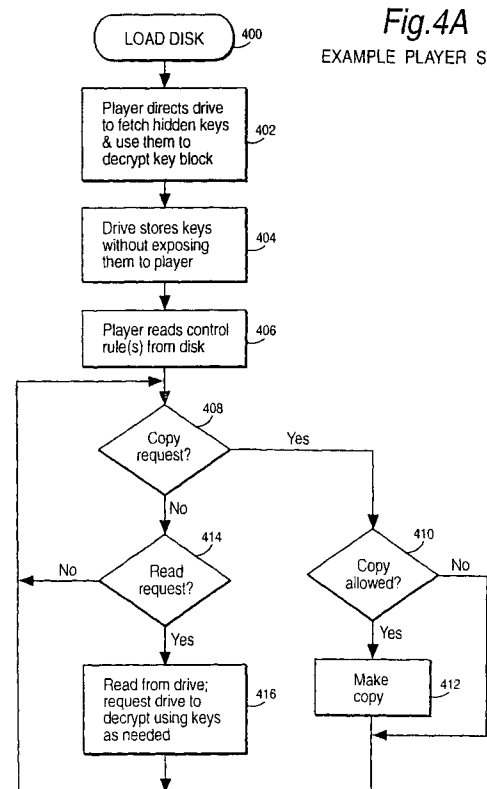 Fig.4A
EXAMPLE PLAYER S
LOAD DISK
400
Player directs drive
to fetch hidden keys
& use them to
decrypt key block
402
Drive stores keys
without exposing
them to player
404
Player reads control
rule(s) from disk
406
Copy
request?
408
Yes
No
Read
request?
414
No
Yes
Copy
allowed?
410
No
Yes
Read from drive;
request drive to
decrypt using keys
as needed
416
Make
copy
412